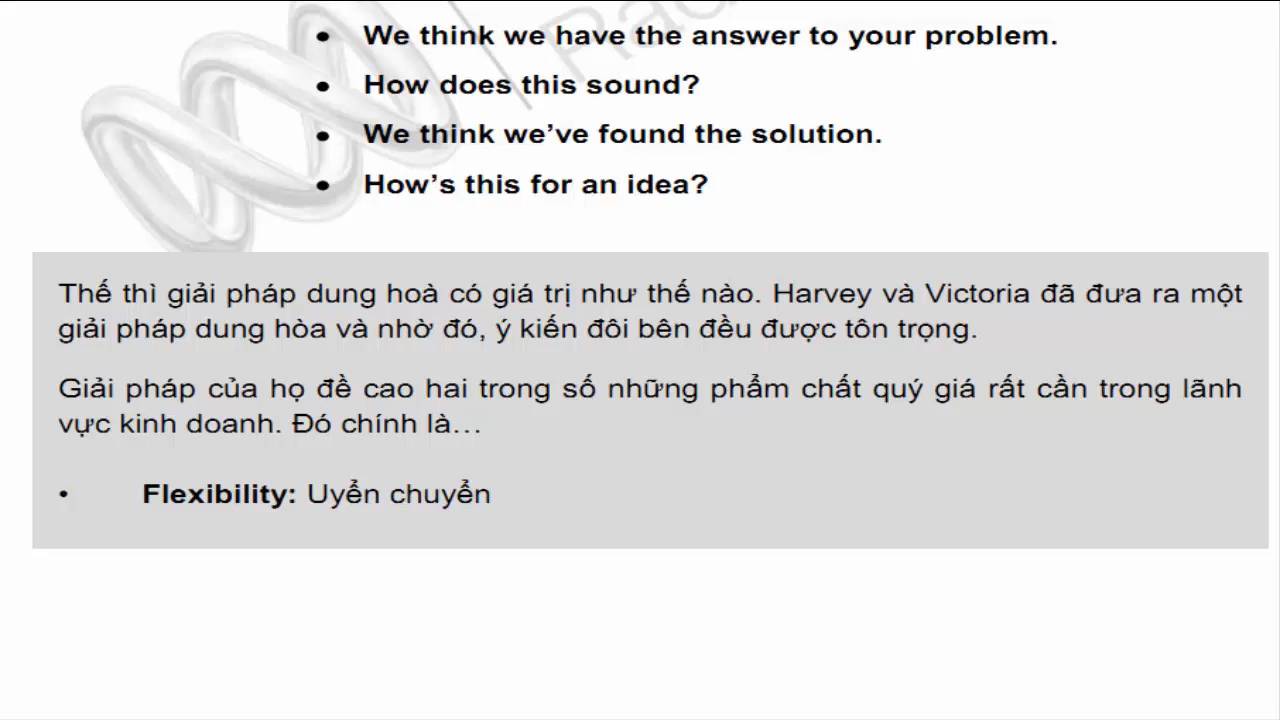 • We think we have the answer to your problem.
• How does this sound?
• We think we’ve found the solution.
• How’s this for an idea?
Thế thì giải pháp dung hoà có giá trị như thế nào. Harvey và Victoria đã đưa ra một
giải pháp dung hòa và nhờ đó, ý kiến đôi bên đều được tôn trọng.
Giải pháp của họ đề cao hai trong số những phẩm chất quý giá rất cần trong lãnh
vực kinh doanh. Đó chính là…
• Flexibility: Uyển chuyển